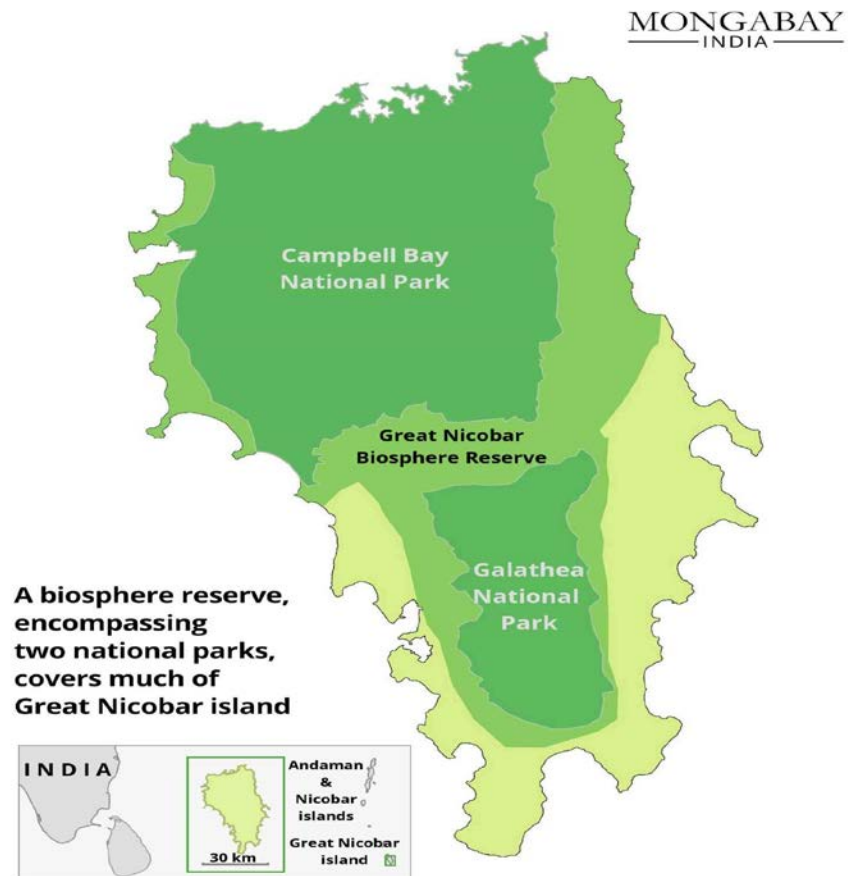 MONGABAY
INDIA
Campbell Bay
National Park
Great Nicobar
Biosphere Reserve
Galathea
National
Park
A biosphere reserve,
encompassing
two national parks,
covers much of
Great Nicobar island
INDIA
Andaman
&
Nicobar
islands
30 km
Great Nicobar
island